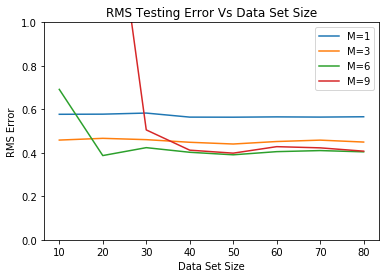 RMS Testing Error Vs Data Set Size
1.0
0.8
0.6
0.4
0.2
0.0
RMS Error
M=1
M=3
M=6
M=9
10 20 30 40 50 60 70 80
Data Set Size